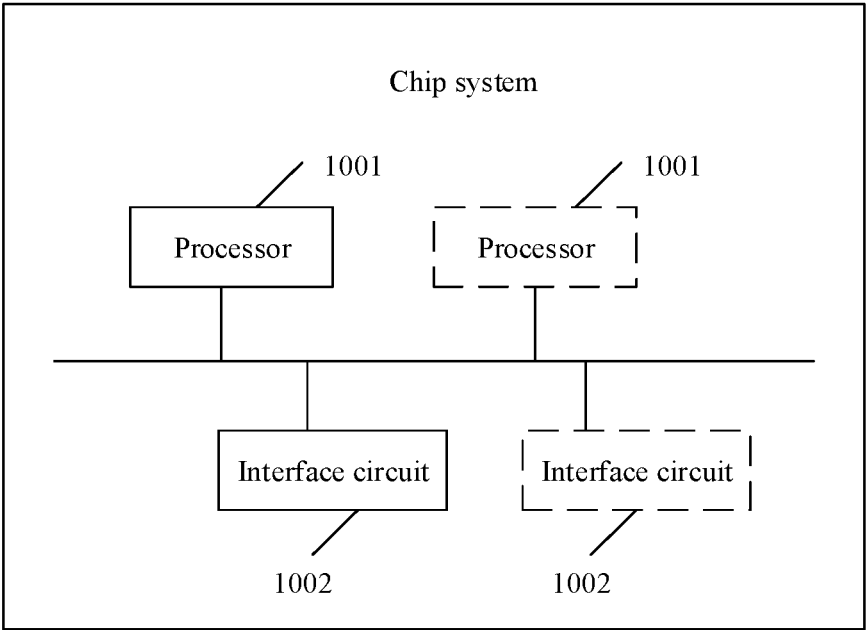 Chip system
1001 1001
Processor Processor
Interface circuit Interface circuit
1002 1002